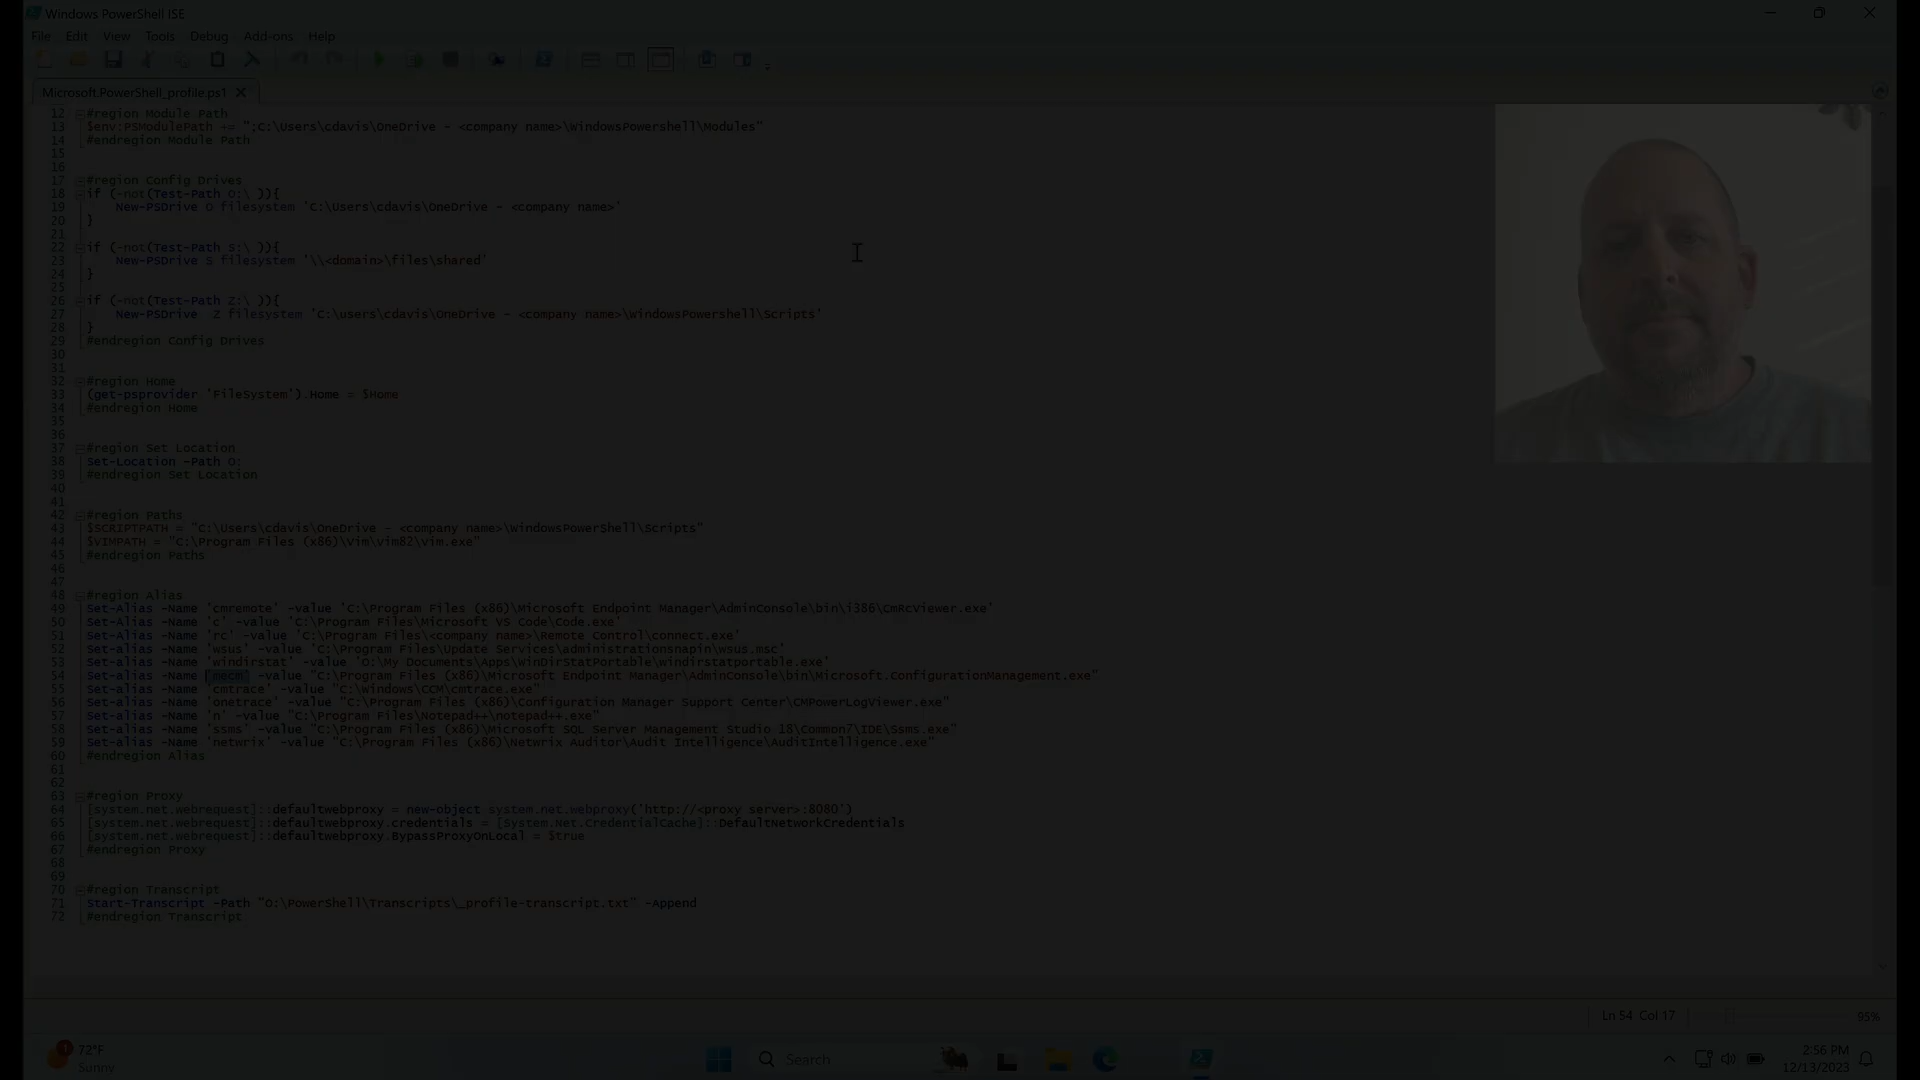 Windows PowerShell ISE
File Edit View Tools Debug Add-ons Help
Microsoft.PowerShell_profile.ps1
12 #region Module Path
13 $env:PSModulePath += ";C:\Users\cdavis\OneDrive - <company name>\WindowsPowershell\Modules"
14 #endregion Module Path
15
16
17 #region Config Drives
18 if (-not(Test-Path O:\ )){
19 New-PSDrive O filesystem 'C:\Users\cdavis\OneDrive - <company name>'
20 }
21
22 if (-not(Test-Path S:\ )){
23 New-PSDrive S filesystem '\\<domain>\files\shared'
24 }
25
26 if (-not(Test-Path Z:\ )){
27 New-PSDrive Z filesystem 'C:\users\cdavis\OneDrive - <company name>\WindowsPowershell\Scripts'
28 }
29 #endregion Config Drives
30
31
32 #region Home
33 (get-psprovider 'FileSystem').Home = $Home
34 #endregion Home
35
36
37 #region Set Location
38 Set-Location -Path O:
39 #endregion Set Location
40
41
42 #region Paths
43 $SCRIPTPATH = "C:\Users\cdavis\OneDrive - <company name>\WindowsPowerShell\Scripts"
44 $VIMPATH = "C:\Program Files (x86)\Vim\vim82\vim.exe"
45 #endregion Paths
46
47
48 #region Alias
49 Set-Alias -Name 'cmremote' -value 'C:\Program Files (x86)\Microsoft Endpoint Manager\AdminConsole\bin\i386\CmRcViewer.exe'
50 Set-Alias -Name 'c' -value 'C:\Program Files\Microsoft VS Code\Code.exe'
51 Set-Alias -Name 'rc' -value 'C:\Program Files\<company name>\Remote Control\connect.exe'
52 Set-alias -Name 'wsus' -value 'C:\Program Files\Update Services\administrationsnapin\wsus.msc'
53 Set-alias -Name 'windirstat' -value 'O:\My Documents\Apps\WinDirStatPortable\windirstatportable.exe'
54 Set-alias -Name 'mecm' -value "C:\Program Files (x86)\Microsoft Endpoint Manager\AdminConsole\bin\Microsoft.ConfigurationManagement.exe"
55 Set-alias -Name 'cmtrace' -value "C:\Windows\CCM\cmtrace.exe"
56 Set-alias -Name 'onetrace' -value "C:\Program Files (x86)\Configuration Manager Support Center\CMPowerLogViewer.exe"
57 Set-alias -Name 'n' -value "C:\Program Files\Notepad++\notepad++.exe"
58 Set-alias -Name 'ssms' -value "C:\Program Files (x86)\Microsoft SQL Server Management Studio 18\Common7\IDE\Ssms.exe"
59 Set-alias -Name 'netwrix' -value "C:\Program Files (x86)\Netwrix Auditor\Audit Intelligence\AuditIntelligence.exe"
60 #endregion Alias
61
62
63 #region Proxy
64 [system.net.webrequest]::defaultwebproxy = new-object system.net.webproxy('http://<proxy server>:8080')
65 [system.net.webrequest]::defaultwebproxy.credentials = [System.Net.CredentialCache]::DefaultNetworkCredentials
66 [system.net.webrequest]::defaultwebproxy.BypassProxyOnLocal = $true
67 #endregion Proxy
68
69
70 #region Transcript
71 Start-Transcript -Path "O:\PowerShell\Transcripts\_profile-transcript.txt" -Append
72 #endregion Transcript
Ln 54 Col 17 95%
1
72°F
Sunny
Search
2:56 PM
12/13/2023